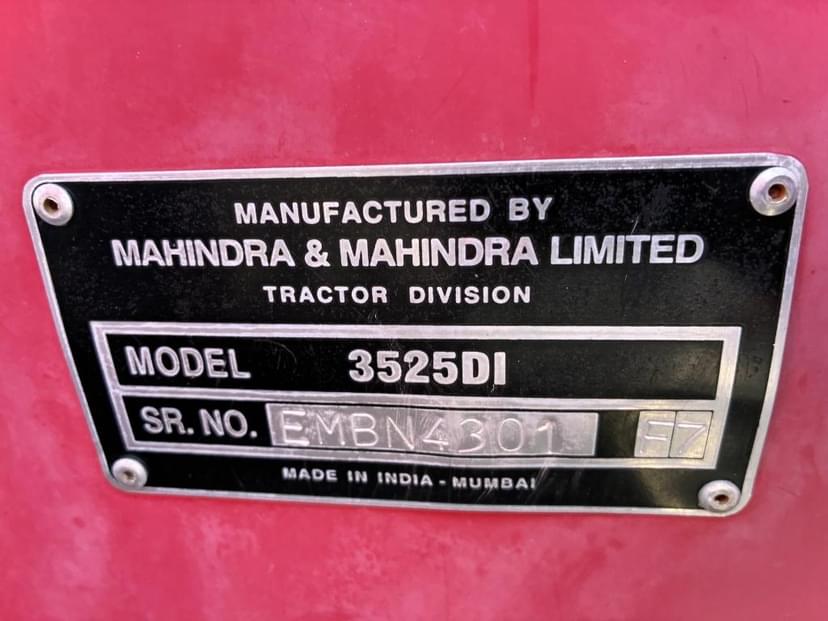 MANUFACTURED BY
MAHINDRA & MAHINDRA LIMITED
TRACTOR DIVISION
MODEL 3525DI
SR. NO. EMBN4301 F7
MADE IN INDIA - MUMBAI